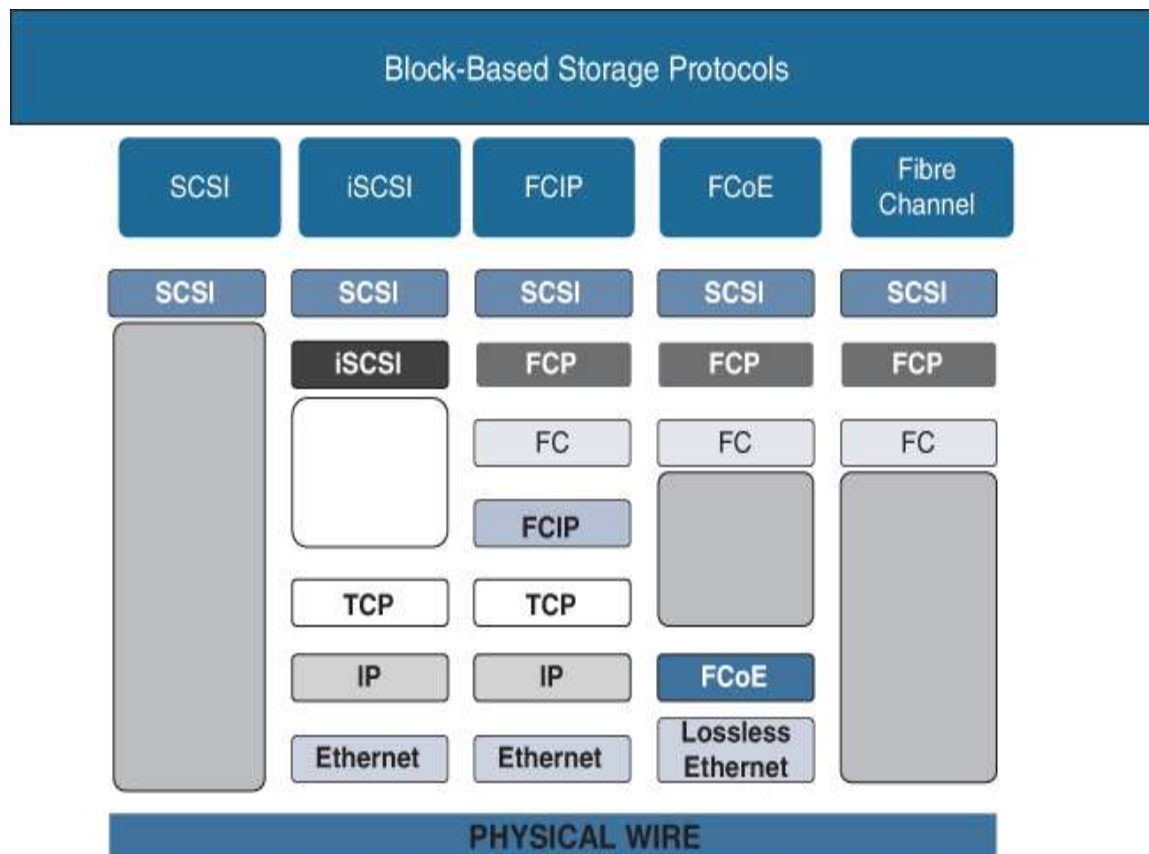 Block-Based Storage Protocols
SCSI iSCSI FCIP FCoE Fibre
Channel
SCSI SCSI SCSI SCSI SCSI
iSCSI FCP FCP FCP
FC FC FC
FCIP
TCP TCP
IP IP FCoE
Ethernet Ethernet Lossless
Ethernet
PHYSICAL WIRE